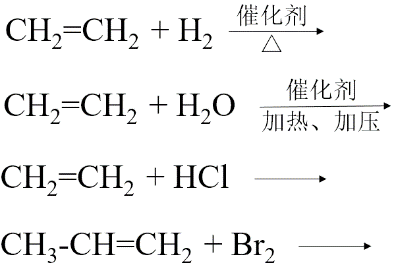 CH₂=CH₂ + H₂ 催化剂 △
CH₂=CH₂ + H₂O 催化剂 加热、加压
CH₂=CH₂ + HCl
CH₃-CH=CH₂ + Br₂